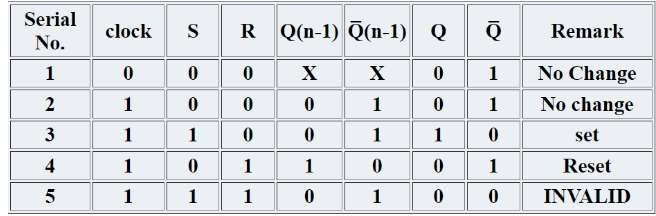 Serial No. clock S R Q(n-1) Q̅(n-1) Q Q̅ Remark
1 0 0 0 X X 0 1 No Change
2 1 0 0 0 1 0 1 No change
3 1 1 0 0 1 1 0 set
4 1 0 1 1 0 0 1 Reset
5 1 1 1 0 1 0 0 INVALID